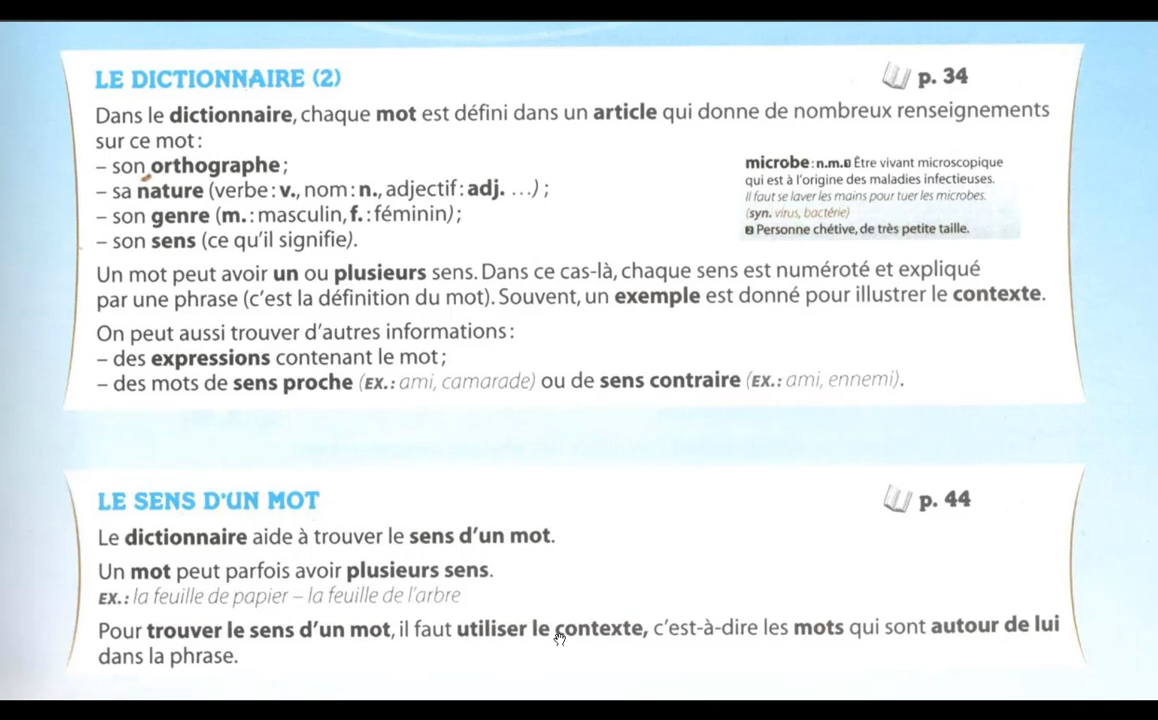 LE DICTIONNAIRE (2)
p. 34
Dans le dictionnaire, chaque mot est défini dans un article qui donne de nombreux renseignements
sur ce mot :
– son orthographe ;
– sa nature (verbe : v., nom : n., adjectif : adj. …) ;
– son genre (m. : masculin, f. : féminin) ;
– son sens (ce qu'il signifie).
microbe : n.m. 1 Être vivant microscopique
qui est à l'origine des maladies infectieuses.
Il faut se laver les mains pour tuer les microbes.
(syn. virus, bactérie)
2 Personne chétive, de très petite taille.
Un mot peut avoir un ou plusieurs sens. Dans ce cas-là, chaque sens est numéroté et expliqué
par une phrase (c'est la définition du mot). Souvent, un exemple est donné pour illustrer le contexte.
On peut aussi trouver d'autres informations :
– des expressions contenant le mot ;
– des mots de sens proche (EX. : ami, camarade) ou de sens contraire (EX. : ami, ennemi).
LE SENS D'UN MOT
p. 44
Le dictionnaire aide à trouver le sens d'un mot.
Un mot peut parfois avoir plusieurs sens.
EX. : la feuille de papier – la feuille de l'arbre
Pour trouver le sens d'un mot, il faut utiliser le contexte, c'est-à-dire les mots qui sont autour de lui
dans la phrase.